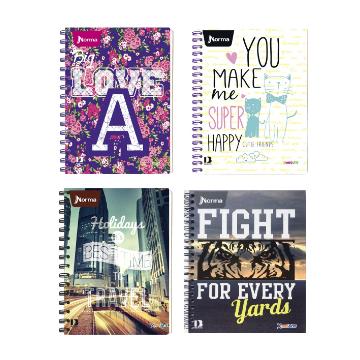 Norma
Big
LOVE
A
Norma
YOU
MAKE
me
SUPER
HAPPY
CUTE FRIENDS
Norma
Holidays
BEST TIME
TO
TRAVEL
Norma
FIGHT
FOR EVERY
Yards